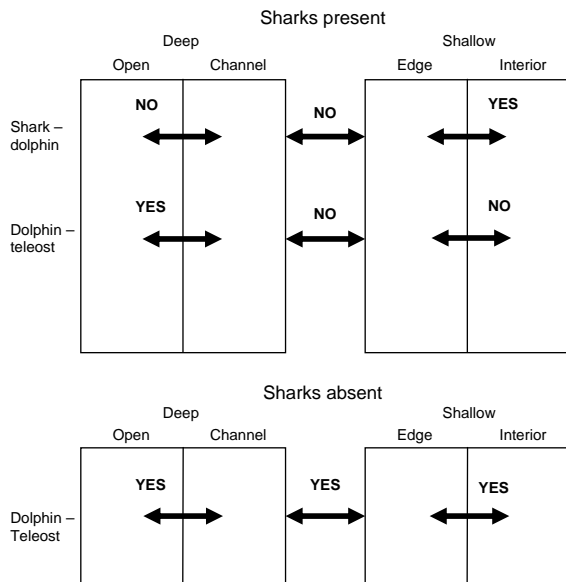 Sharks present
Deep Shallow
Open Channel Edge Interior
NO NO YES
Shark –
dolphin
YES NO NO
Dolphin –
teleost
Sharks absent
Deep Shallow
Open Channel Edge Interior
YES YES YES
Dolphin –
Teleost